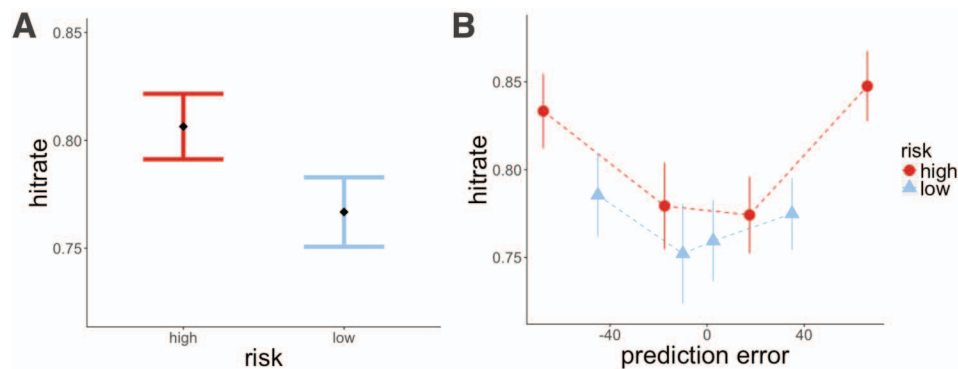 A
0.85
0.80
0.75
hitrate
high low
risk
B
0.85
0.80
0.75
hitrate
-40 0 40
prediction error
risk
high
low